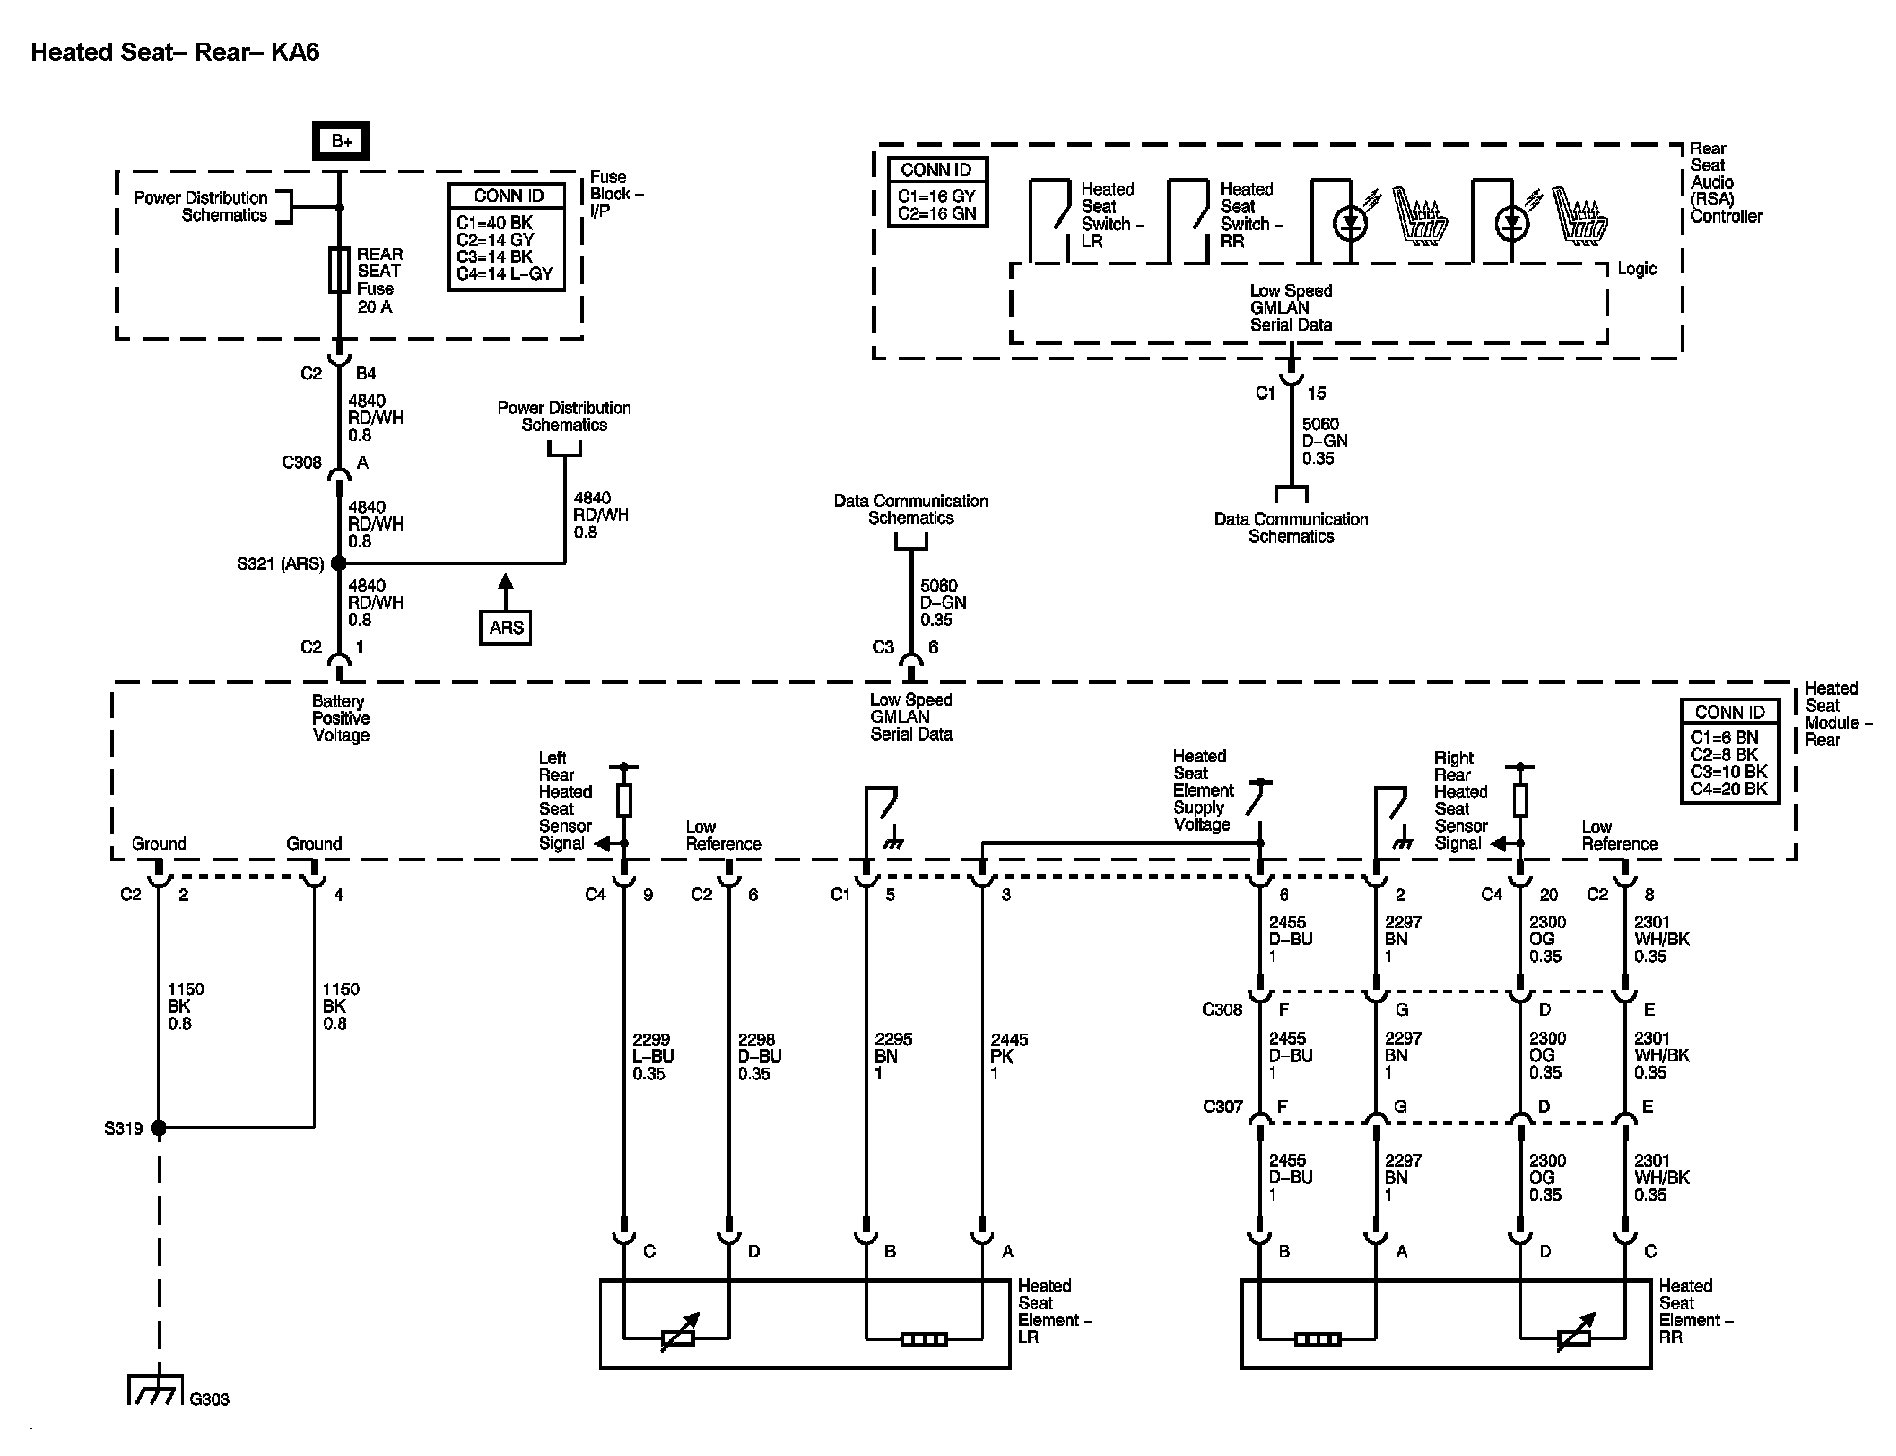 Heated Seat– Rear– KA6
B+
Power Distribution
Schematics
CONN ID
C1=40 BK
C2=14 GY
C3=14 BK
C4=14 L–GY
Fuse
Block –
I/P
REAR
SEAT
Fuse
20 A
C2
B4
4840
RD/WH
0.8
C308
A
4840
RD/WH
0.8
S321 (ARS)
4840
RD/WH
0.8
C2
1
Power Distribution
Schematics
4840
RD/WH
0.8
ARS
CONN ID
C1=16 GY
C2=16 GN
Heated
Seat
Switch –
LR
Heated
Seat
Switch –
RR
Rear
Seat
Audio
(RSA)
Controller
Logic
Low Speed
GMLAN
Serial Data
C1
15
5060
D–GN
0.35
Data Communication
Schematics
Data Communication
Schematics
5060
D–GN
0.35
C3
6
Battery
Positive
Voltage
Low Speed
GMLAN
Serial Data
CONN ID
C1=6 BN
C2=8 BK
C3=10 BK
C4=20 BK
Heated
Seat
Module –
Rear
Ground
Ground
Left
Rear
Heated
Seat
Sensor
Signal
Low
Reference
Heated
Seat
Element
Supply
Voltage
Right
Rear
Heated
Seat
Sensor
Signal
Low
Reference
C2
2
4
C4
9
C2
6
C1
5
3
6
2
C4
20
C2
8
2455
D–BU
1
2297
BN
1
2300
OG
0.35
2301
WH/BK
0.35
1150
BK
0.8
1150
BK
0.8
C308
F
G
D
E
2299
L–BU
0.35
2298
D–BU
0.35
2295
BN
1
2445
PK
1
2455
D–BU
1
2297
BN
1
2300
OG
0.35
2301
WH/BK
0.35
C307
F
G
D
E
S319
2455
D–BU
1
2297
BN
1
2300
OG
0.35
2301
WH/BK
0.35
C
D
B
A
B
A
D
C
Heated
Seat
Element –
LR
Heated
Seat
Element –
RR
G303